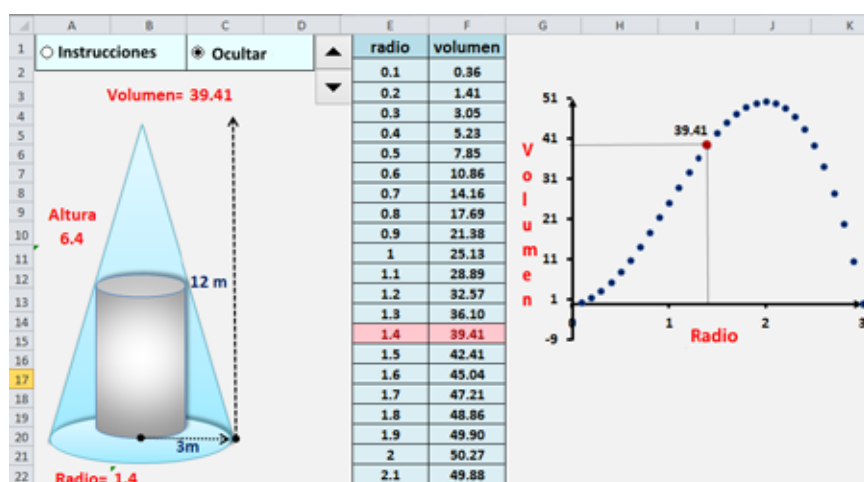 A B C D E F G H I J K
1 Instrucciones Ocultar radio volumen
2 0.1 0.36
3 Volumen= 39.41 0.2 1.41
4 0.3 3.05
5 0.4 5.23
6 0.5 7.85
7 0.6 10.86
8 0.7 14.16
9 Altura 0.8 17.69
10 6.4 0.9 21.38
11 1 25.13
12 12 m 1.1 28.89
13 1.2 32.57
14 1.3 36.10
15 1.4 39.41
16 1.5 42.41
17 1.6 45.04
18 1.7 47.21
19 1.8 48.86
20 3m 1.9 49.90
21 2 50.27
22 Radio= 1.4 2.1 49.88
51
41
31
21
11
1
-9
39.41
Volumen
0 1 2 3
Radio